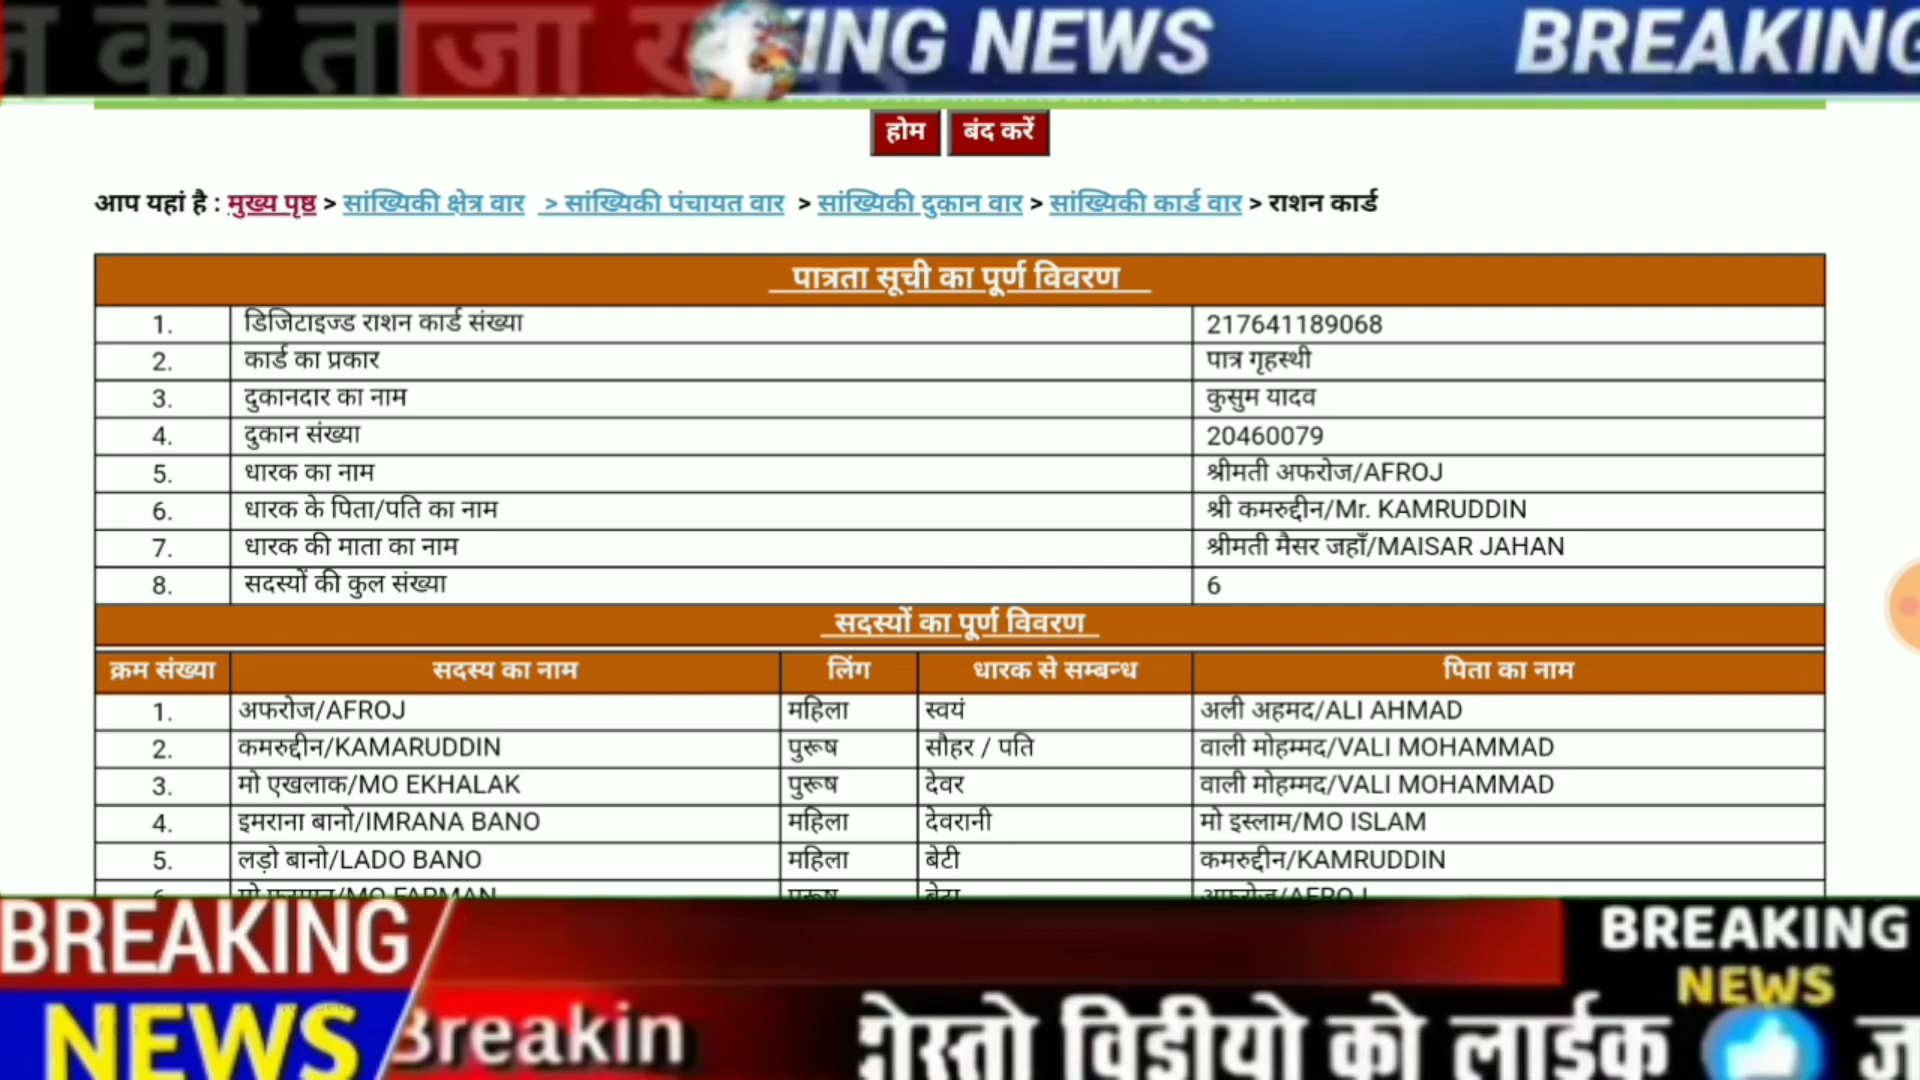 की ताजा
KING NEWS BREAKING
होम बंद करें
आप यहां है : मुख्य पृष्ठ > सांख्यिकी क्षेत्र वार > सांख्यिकी पंचायत वार > सांख्यिकी दुकान वार > सांख्यिकी कार्ड वार > राशन कार्ड
पात्रता सूची का पूर्ण विवरण
1. डिजिटाइज्ड राशन कार्ड संख्या 217641189068
2. कार्ड का प्रकार पात्र गृहस्थी
3. दुकानदार का नाम कुसुम यादव
4. दुकान संख्या 20460079
5. धारक का नाम श्रीमती अफरोज/AFROJ
6. धारक के पिता/पति का नाम श्री कमरुद्दीन/Mr. KAMRUDDIN
7. धारक की माता का नाम श्रीमती मैसर जहाँ/MAISAR JAHAN
8. सदस्यों की कुल संख्या 6
सदस्यों का पूर्ण विवरण
क्रम संख्या सदस्य का नाम लिंग धारक से सम्बन्ध पिता का नाम
1. अफरोज/AFROJ महिला स्वयं अली अहमद/ALI AHMAD
2. कमरुद्दीन/KAMARUDDIN पुरूष सौहर / पति वाली मोहम्मद/VALI MOHAMMAD
3. मो एखलाक/MO EKHALAK पुरूष देवर वाली मोहम्मद/VALI MOHAMMAD
4. इमराना बानो/IMRANA BANO महिला देवरानी मो इस्लाम/MO ISLAM
5. लड़ो बानो/LADO BANO महिला बेटी कमरुद्दीन/KAMRUDDIN
BREAKING
NEWS
BREAKING
NEWS
Breakin
दोस्तो विडीयो को लाईक